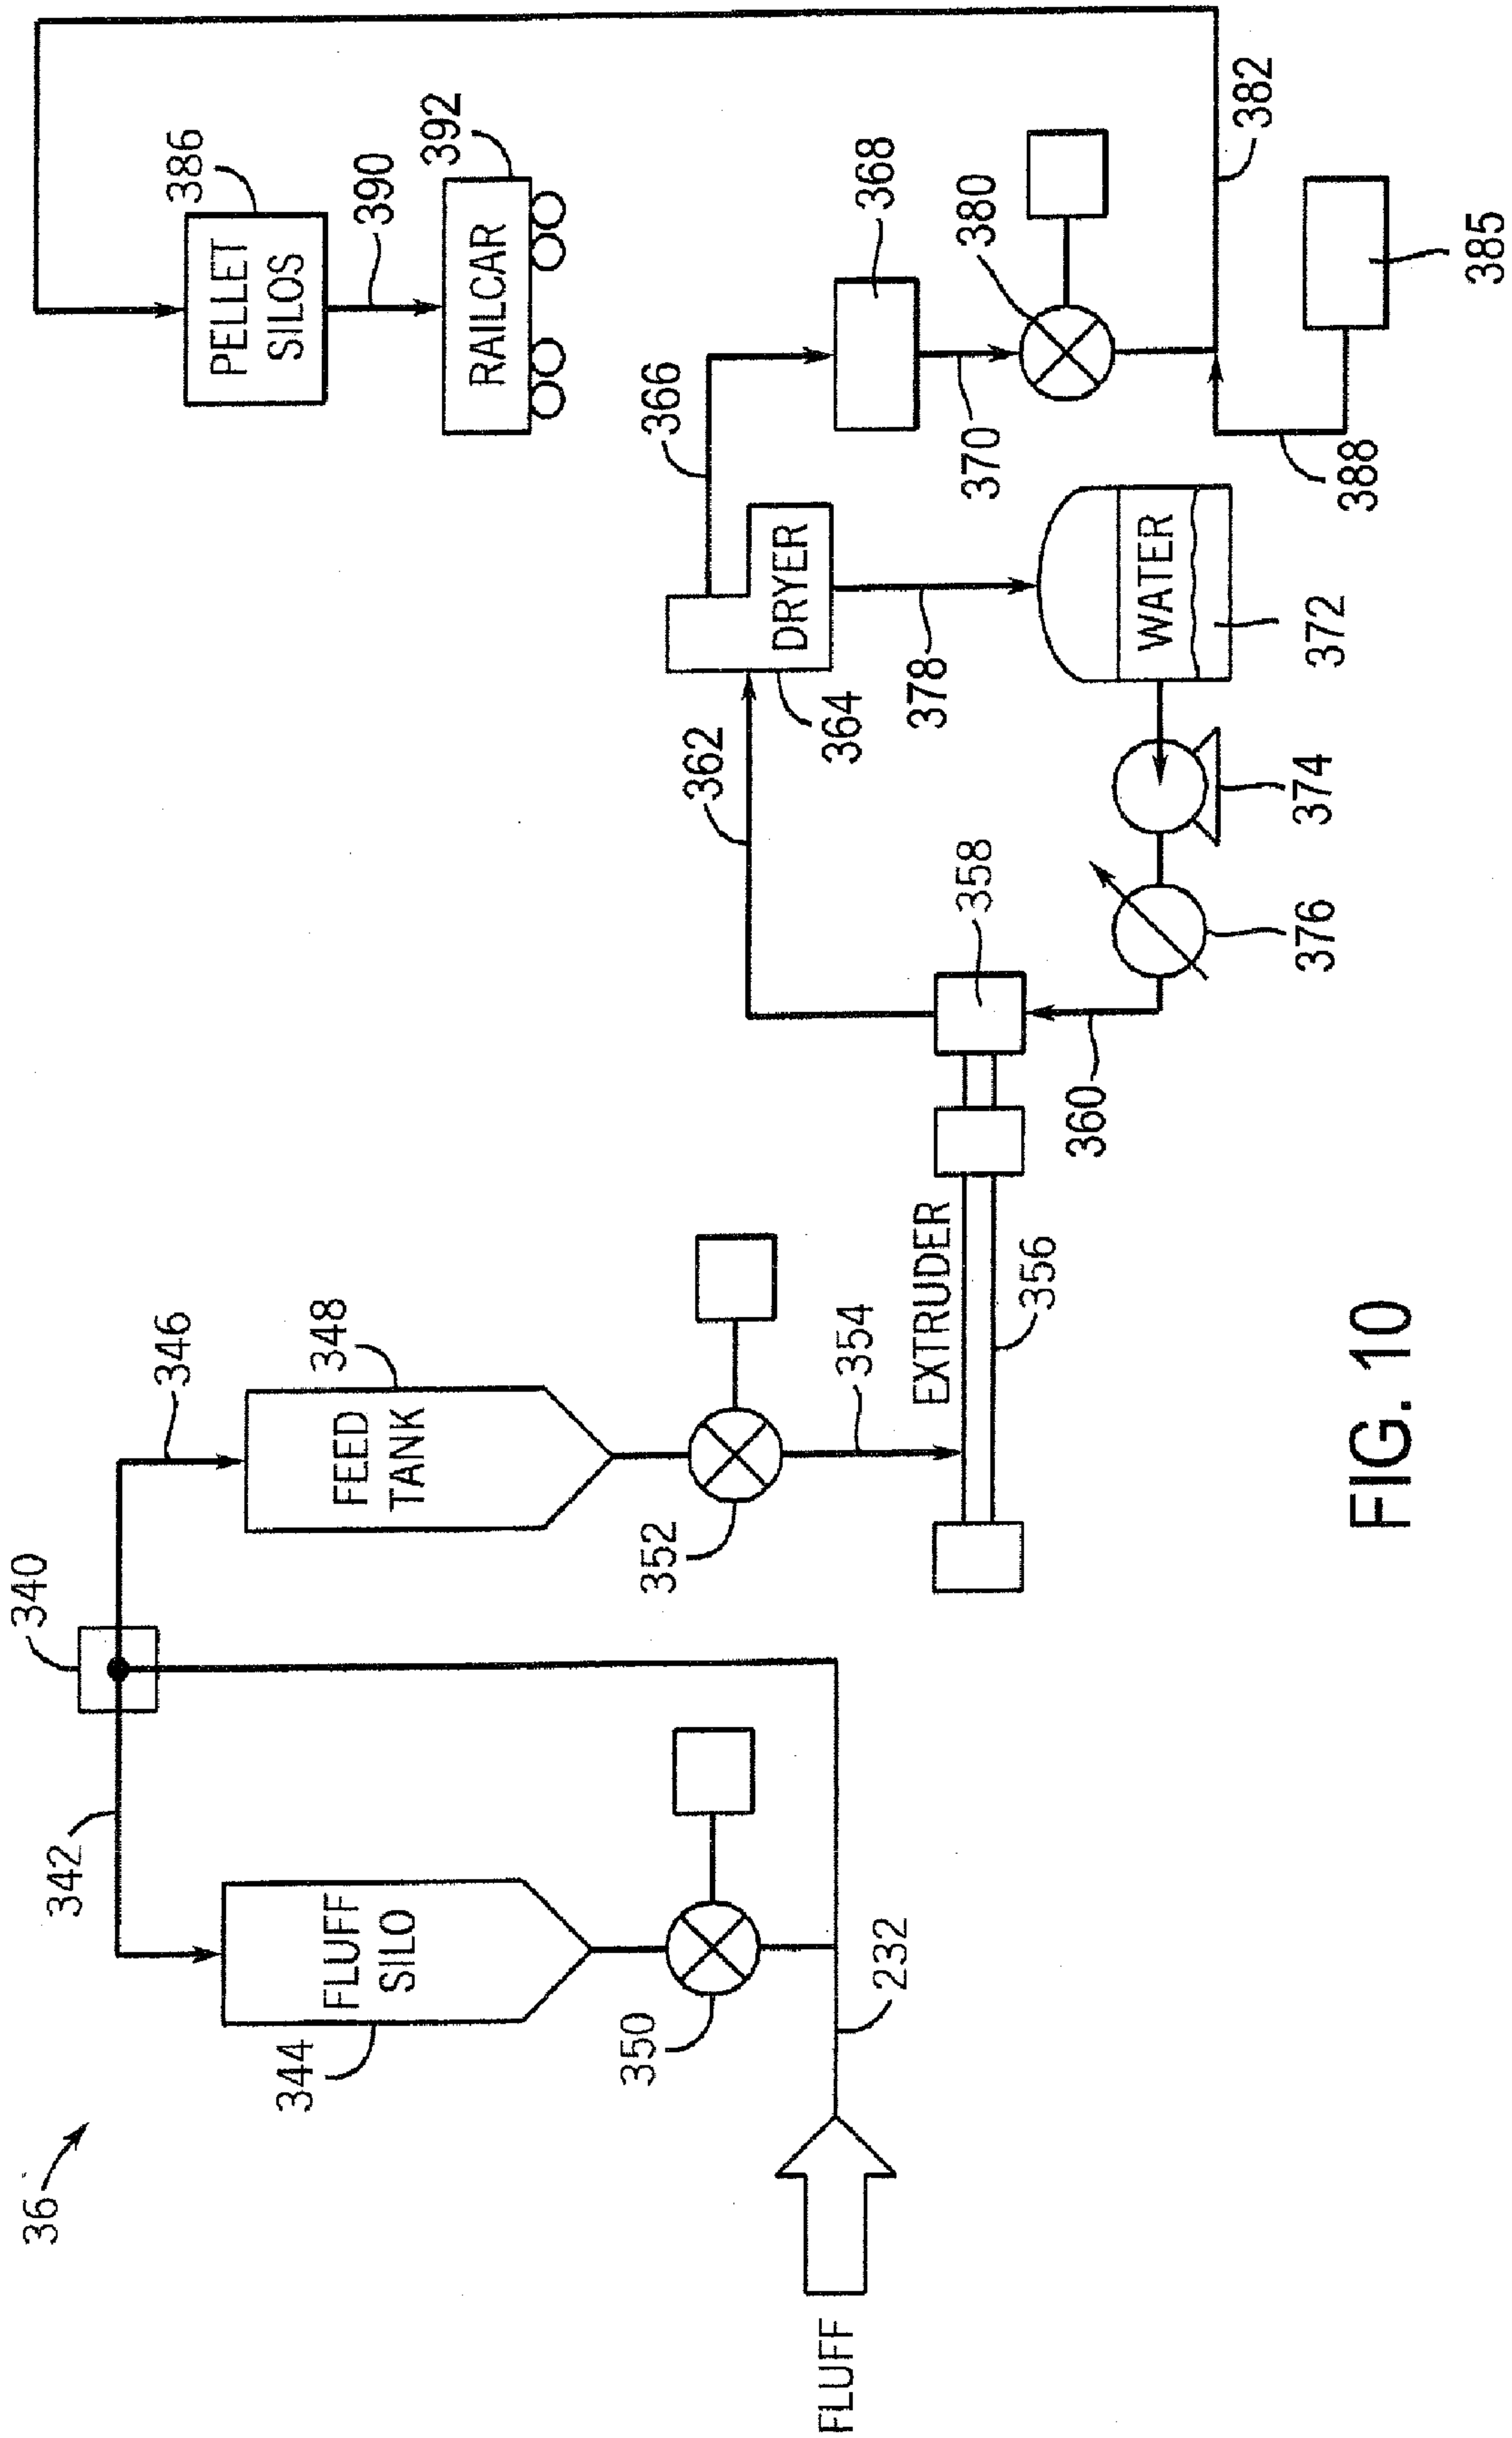 36
340
342
346
344
FLUFF
SILO
348
FEED
TANK
350
352
354
232
FLUFF
EXTRUDER
356
358
360
362
364
DRYER
366
368
370
378
380
WATER
372
374
376
382
385
388
386
PELLET
SILOS
390
392
RAILCAR
FIG. 10